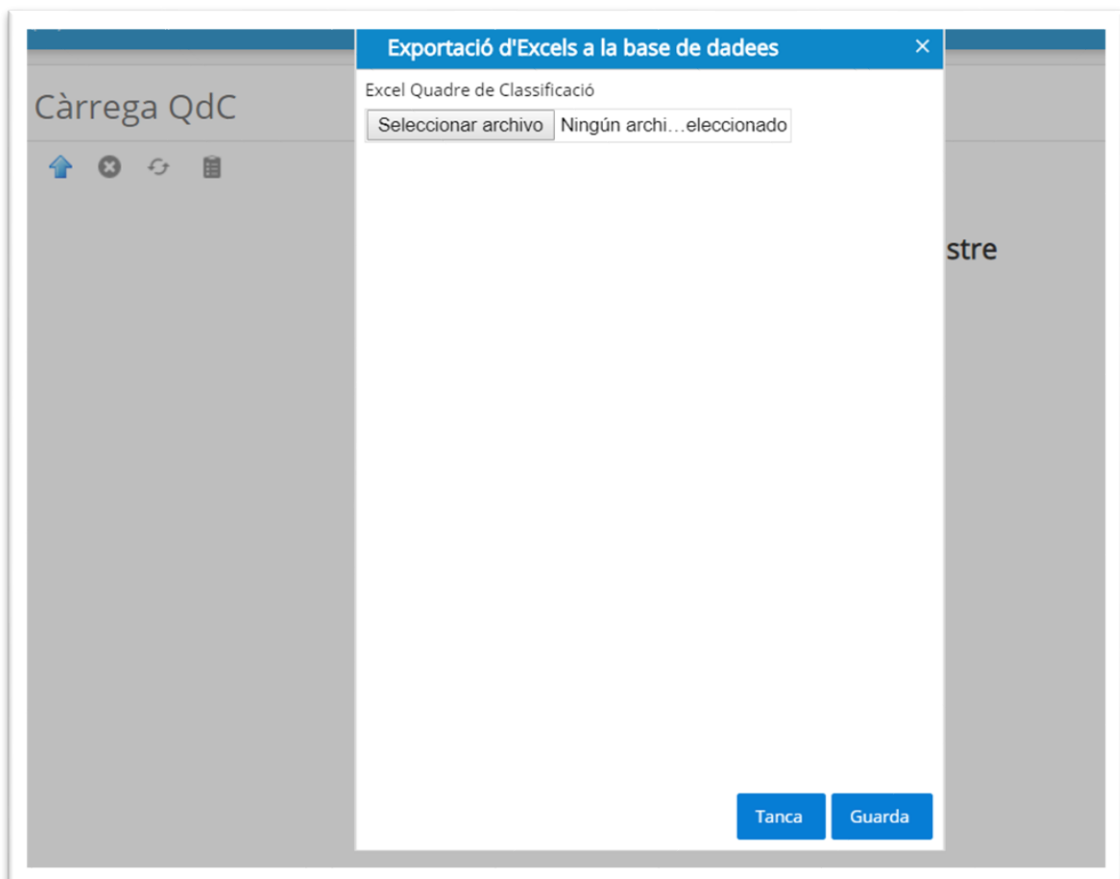 Exportació d'Excels a la base de dadees
Càrrega QdC
Excel Quadre de Classificació
Seleccionar archivo Ningún archi...eleccionado
stre
Tanca Guarda